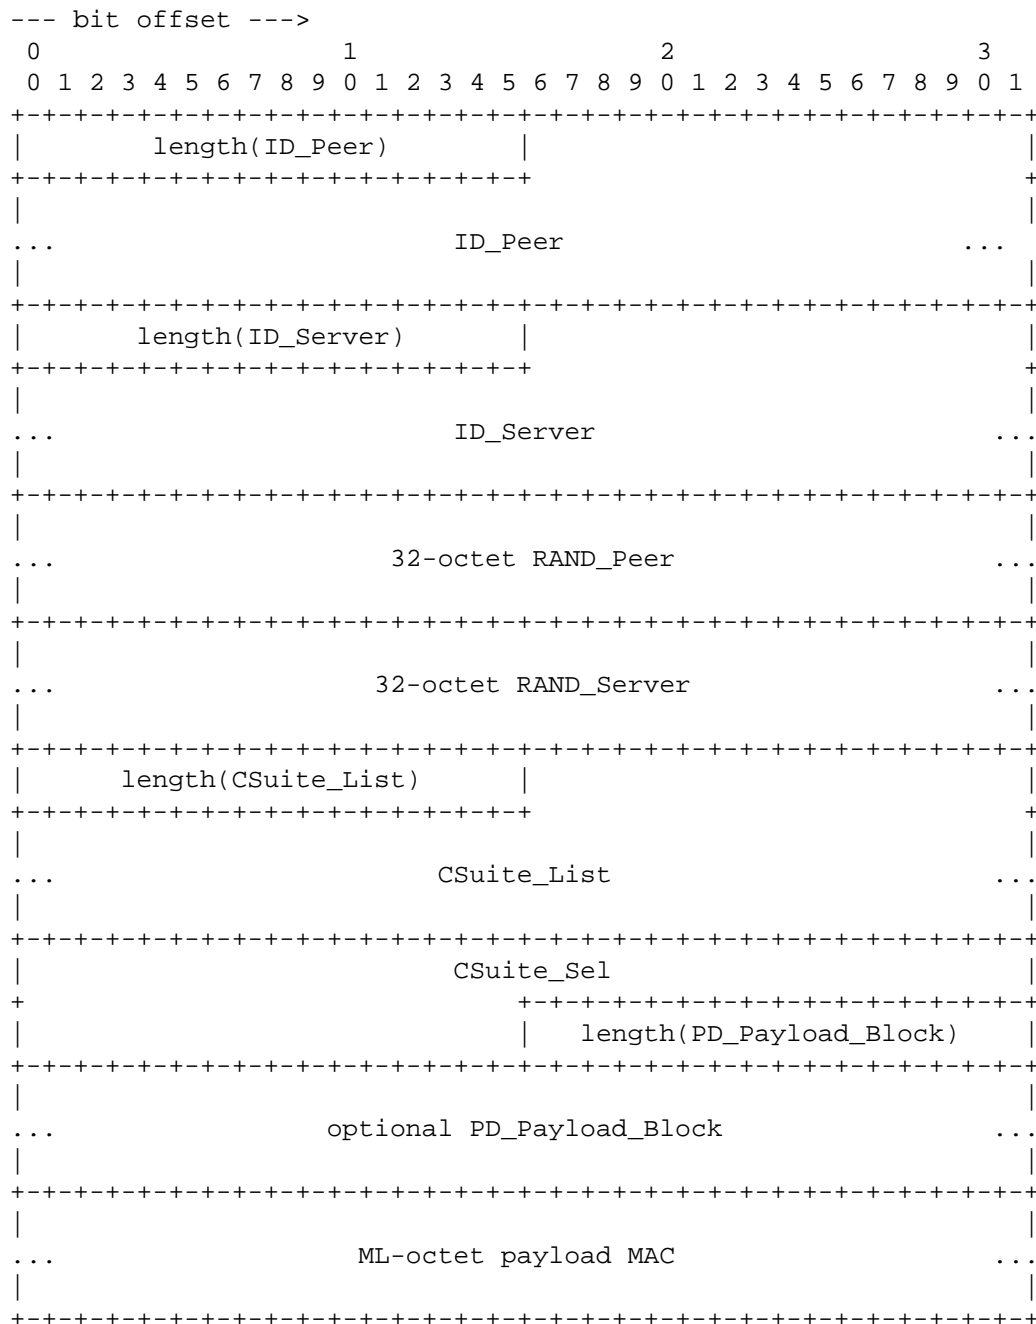 --- bit offset --->
 0                   1                   2                   3
 0 1 2 3 4 5 6 7 8 9 0 1 2 3 4 5 6 7 8 9 0 1 2 3 4 5 6 7 8 9 0 1
+-+-+-+-+-+-+-+-+-+-+-+-+-+-+-+-+-+-+-+-+-+-+-+-+-+-+-+-+-+-+-+-+
|        length(ID_Peer)        |                               |
+-+-+-+-+-+-+-+-+-+-+-+-+-+-+-+-+                               +
|                                                               |
...                         ID_Peer                         ...
|                                                               |
+-+-+-+-+-+-+-+-+-+-+-+-+-+-+-+-+-+-+-+-+-+-+-+-+-+-+-+-+-+-+-+-+
|       length(ID_Server)       |                               |
+-+-+-+-+-+-+-+-+-+-+-+-+-+-+-+-+                               +
|                                                               |
...                         ID_Server                         ...
|                                                               |
+-+-+-+-+-+-+-+-+-+-+-+-+-+-+-+-+-+-+-+-+-+-+-+-+-+-+-+-+-+-+-+-+
|                                                               |
...                     32-octet RAND_Peer                    ...
|                                                               |
+-+-+-+-+-+-+-+-+-+-+-+-+-+-+-+-+-+-+-+-+-+-+-+-+-+-+-+-+-+-+-+-+
|                                                               |
...                    32-octet RAND_Server                   ...
|                                                               |
+-+-+-+-+-+-+-+-+-+-+-+-+-+-+-+-+-+-+-+-+-+-+-+-+-+-+-+-+-+-+-+-+
|      length(CSuite_List)      |                               |
+-+-+-+-+-+-+-+-+-+-+-+-+-+-+-+-+                               +
|                                                               |
...                        CSuite_List                        ...
|                                                               |
+-+-+-+-+-+-+-+-+-+-+-+-+-+-+-+-+-+-+-+-+-+-+-+-+-+-+-+-+-+-+-+-+
|                           CSuite_Sel                          |
+                               +-+-+-+-+-+-+-+-+-+-+-+-+-+-+-+-+
|                               |   length(PD_Payload_Block)    |
+-+-+-+-+-+-+-+-+-+-+-+-+-+-+-+-+-+-+-+-+-+-+-+-+-+-+-+-+-+-+-+-+
|                                                               |
...                 optional PD_Payload_Block                 ...
|                                                               |
+-+-+-+-+-+-+-+-+-+-+-+-+-+-+-+-+-+-+-+-+-+-+-+-+-+-+-+-+-+-+-+-+
|                                                               |
...                   ML-octet payload MAC                    ...
|                                                               |
+-+-+-+-+-+-+-+-+-+-+-+-+-+-+-+-+-+-+-+-+-+-+-+-+-+-+-+-+-+-+-+-+